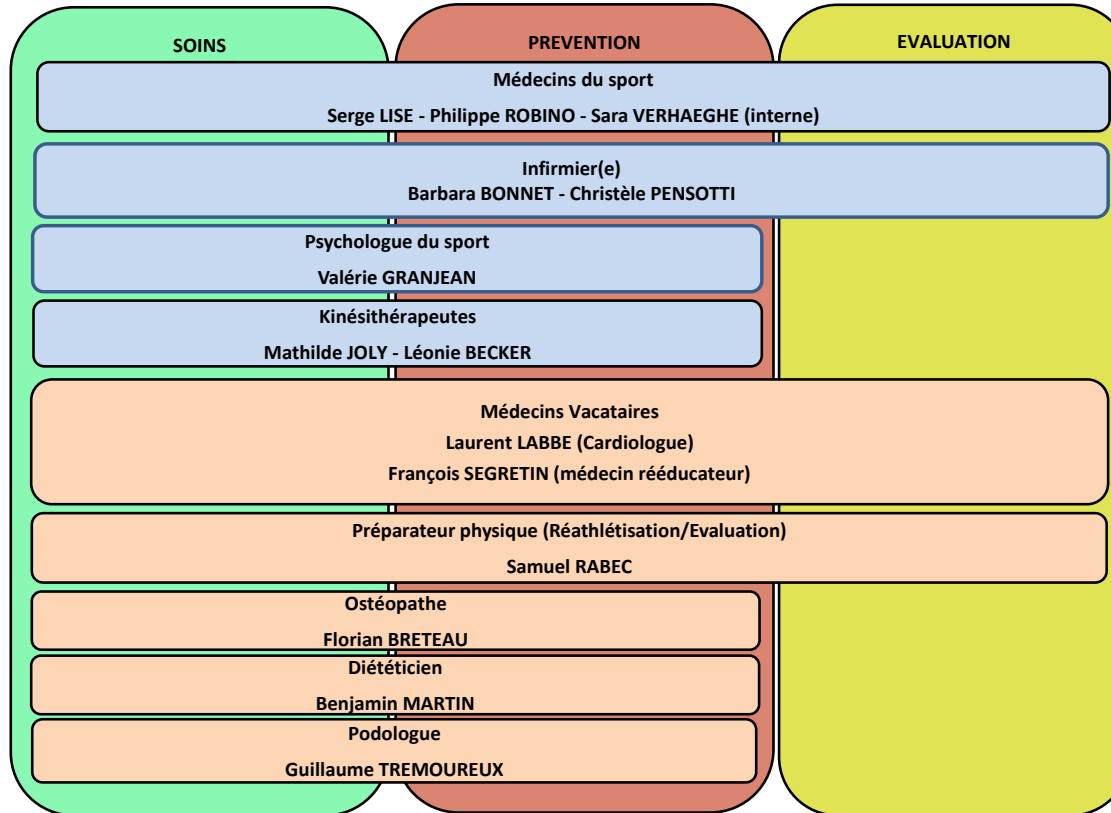 SOINS
PREVENTION
EVALUATION
Médecins du sport
Serge LISE - Philippe ROBINO - Sara VERHAEGHE (interne)
Infirmier(e)
Barbara BONNET - Christèle PENSOTTI
Psychologue du sport
Valérie GRANJEAN
Kinésithérapeutes
Mathilde JOLY - Léonie BECKER
Médecins Vacataires
Laurent LABBE (Cardiologue)
François SEGRETIN (médecin rééducateur)
Préparateur physique (Réathlétisation/Evaluation)
Samuel RABEC
Ostéopathe
Florian BRETEAU
Diététicien
Benjamin MARTIN
Podologue
Guillaume TREMOUREUX